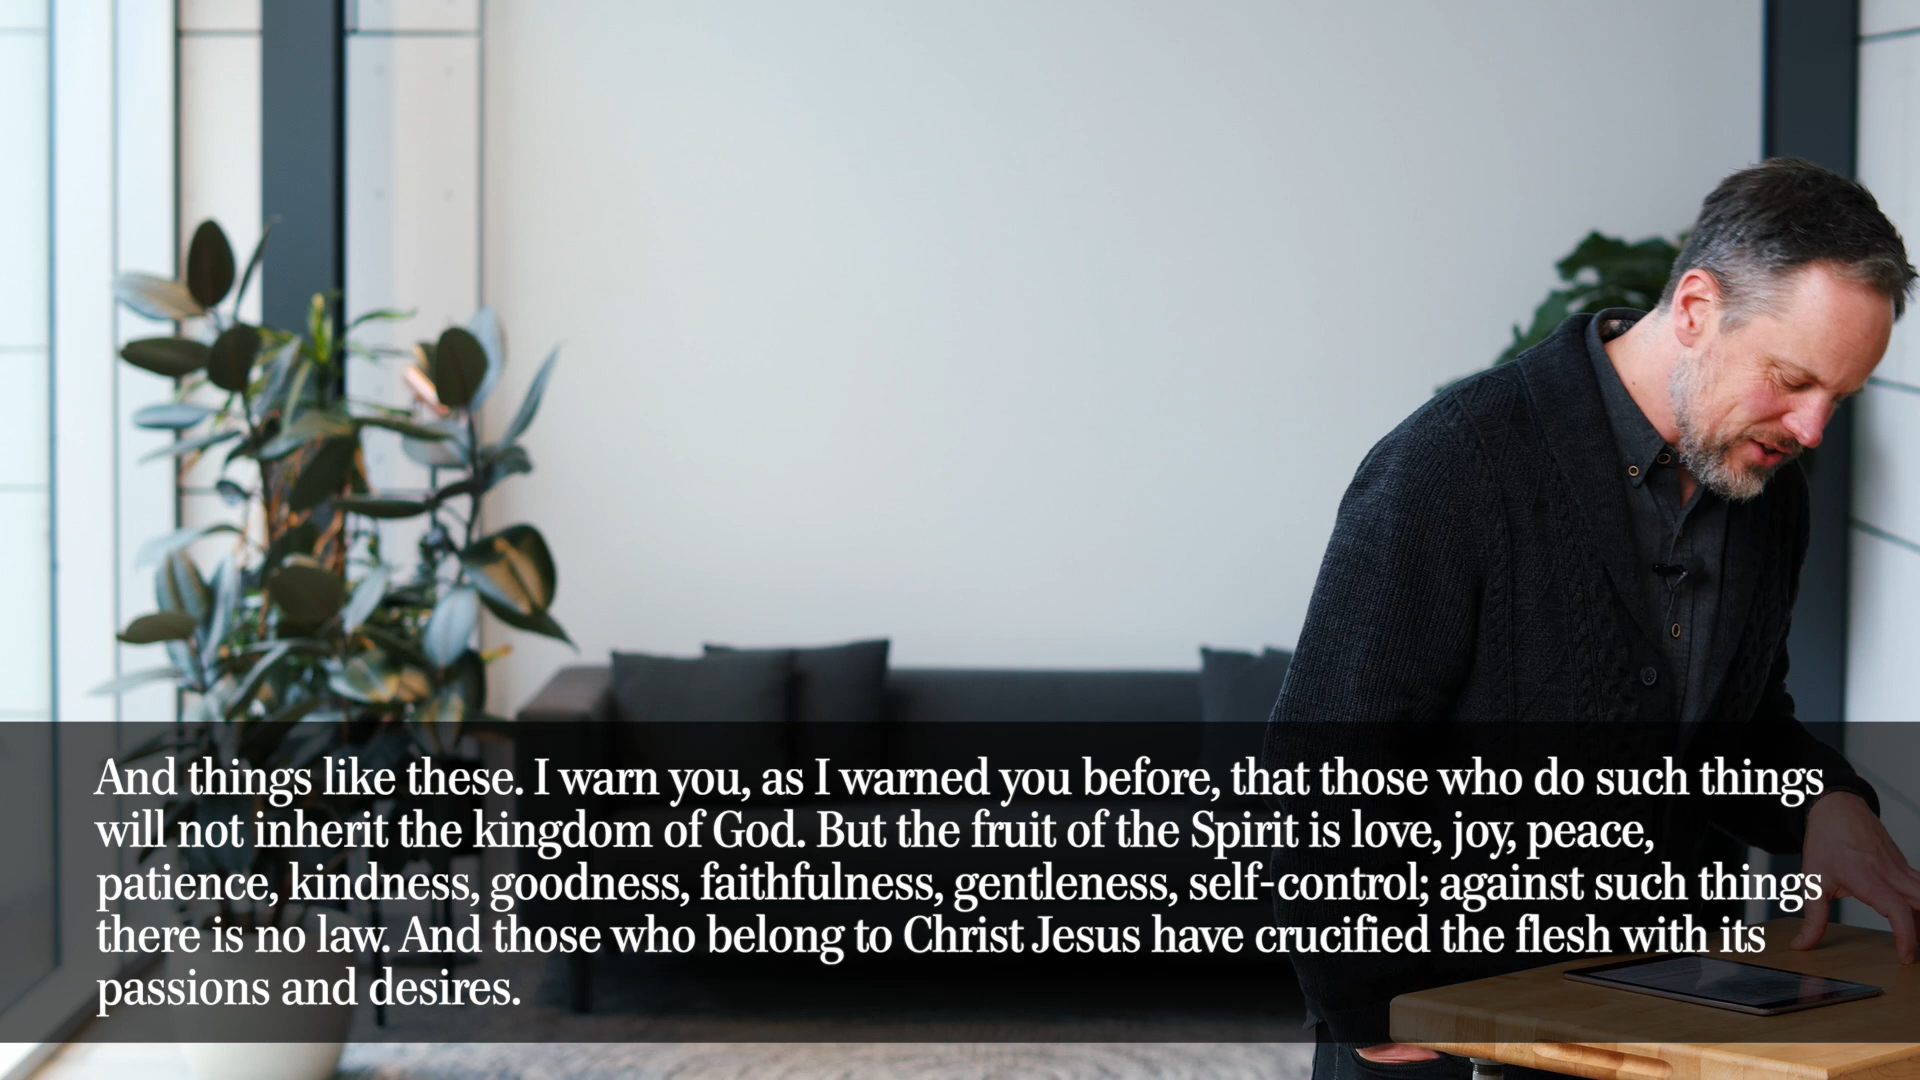 And things like these. I warn you, as I warned you before, that those who do such things
will not inherit the kingdom of God. But the fruit of the Spirit is love, joy, peace,
patience, kindness, goodness, faithfulness, gentleness, self-control; against such things
there is no law. And those who belong to Christ Jesus have crucified the flesh with its
passions and desires.